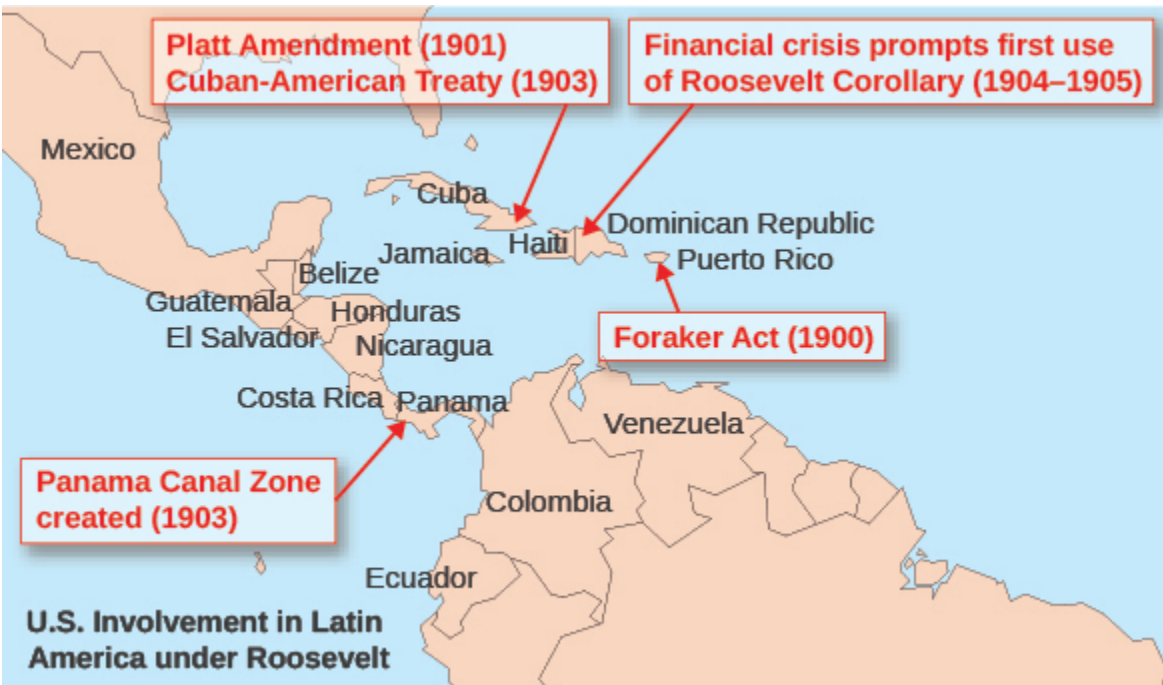 Platt Amendment (1901)
Cuban-American Treaty (1903)
Financial crisis prompts first use
of Roosevelt Corollary (1904–1905)
Mexico
Cuba
Dominican Republic
Haiti
Jamaica
Puerto Rico
Belize
Guatemala
Honduras
El Salvador
Nicaragua
Foraker Act (1900)
Costa Rica
Panama
Venezuela
Panama Canal Zone
created (1903)
Colombia
Ecuador
U.S. Involvement in Latin
America under Roosevelt